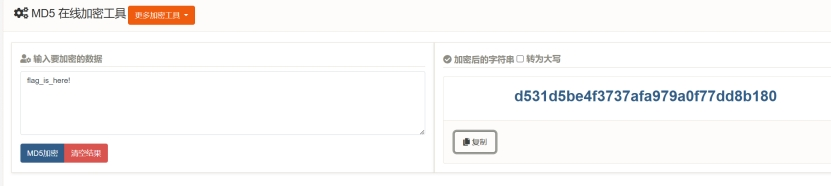 MD5 在线加密工具 更多加密工具
输入要加密的数据
flag_is_here!
MD5加密 清空结果
加密后的字符串 转为大写
d531d5be4f3737afa979a0f77dd8b180
复制